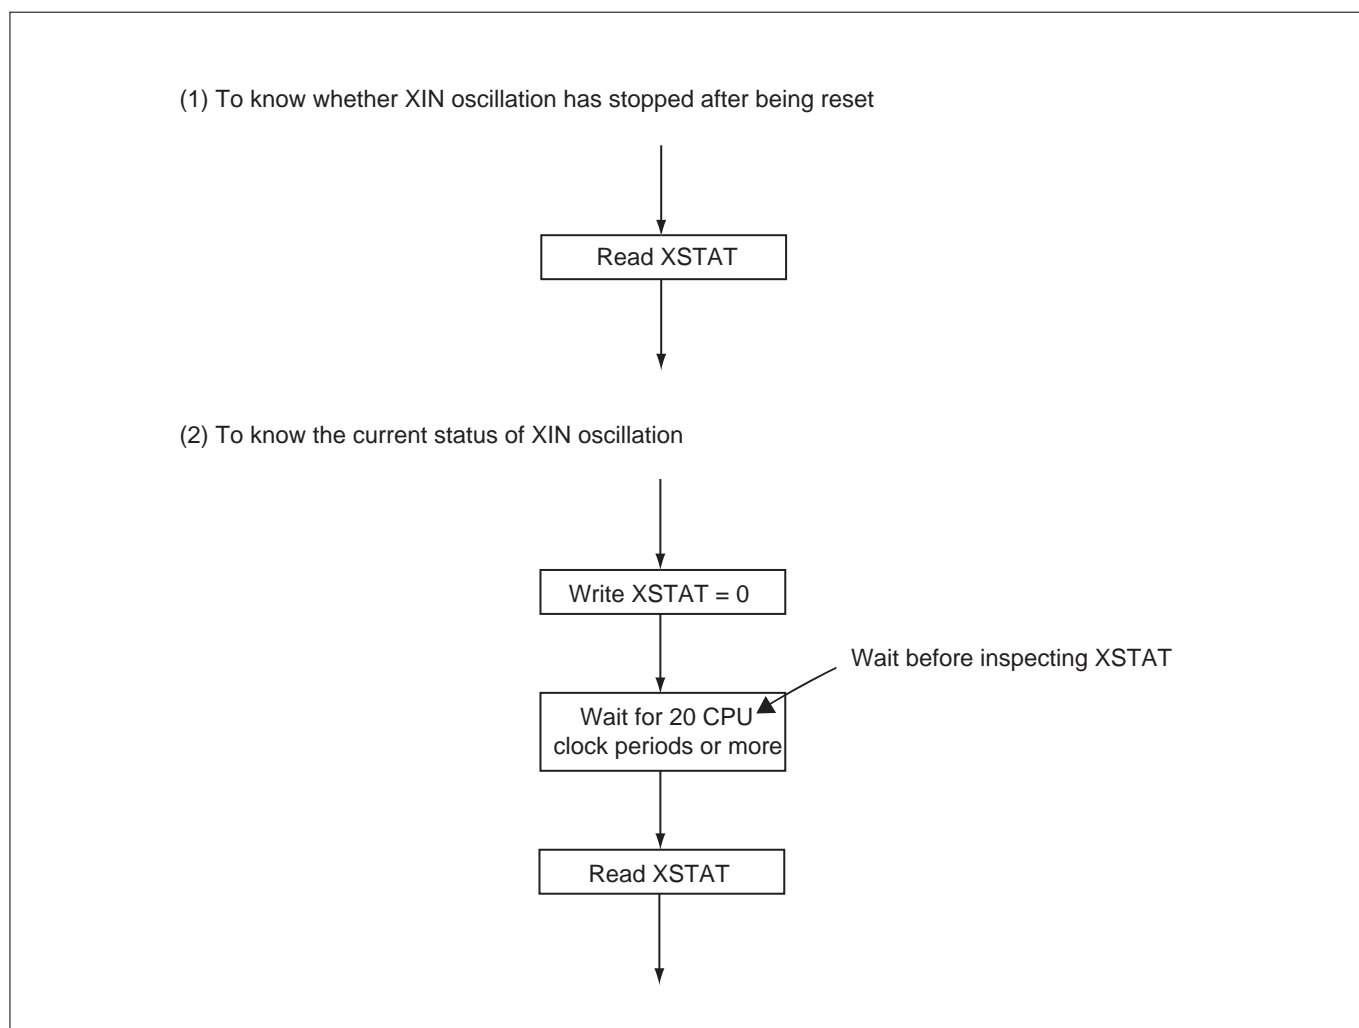 (1) To know whether XIN oscillation has stopped after being reset
Read XSTAT
(2) To know the current status of XIN oscillation
Write XSTAT = 0
Wait before inspecting XSTAT
Wait for 20 CPU
clock periods or more
Read XSTAT